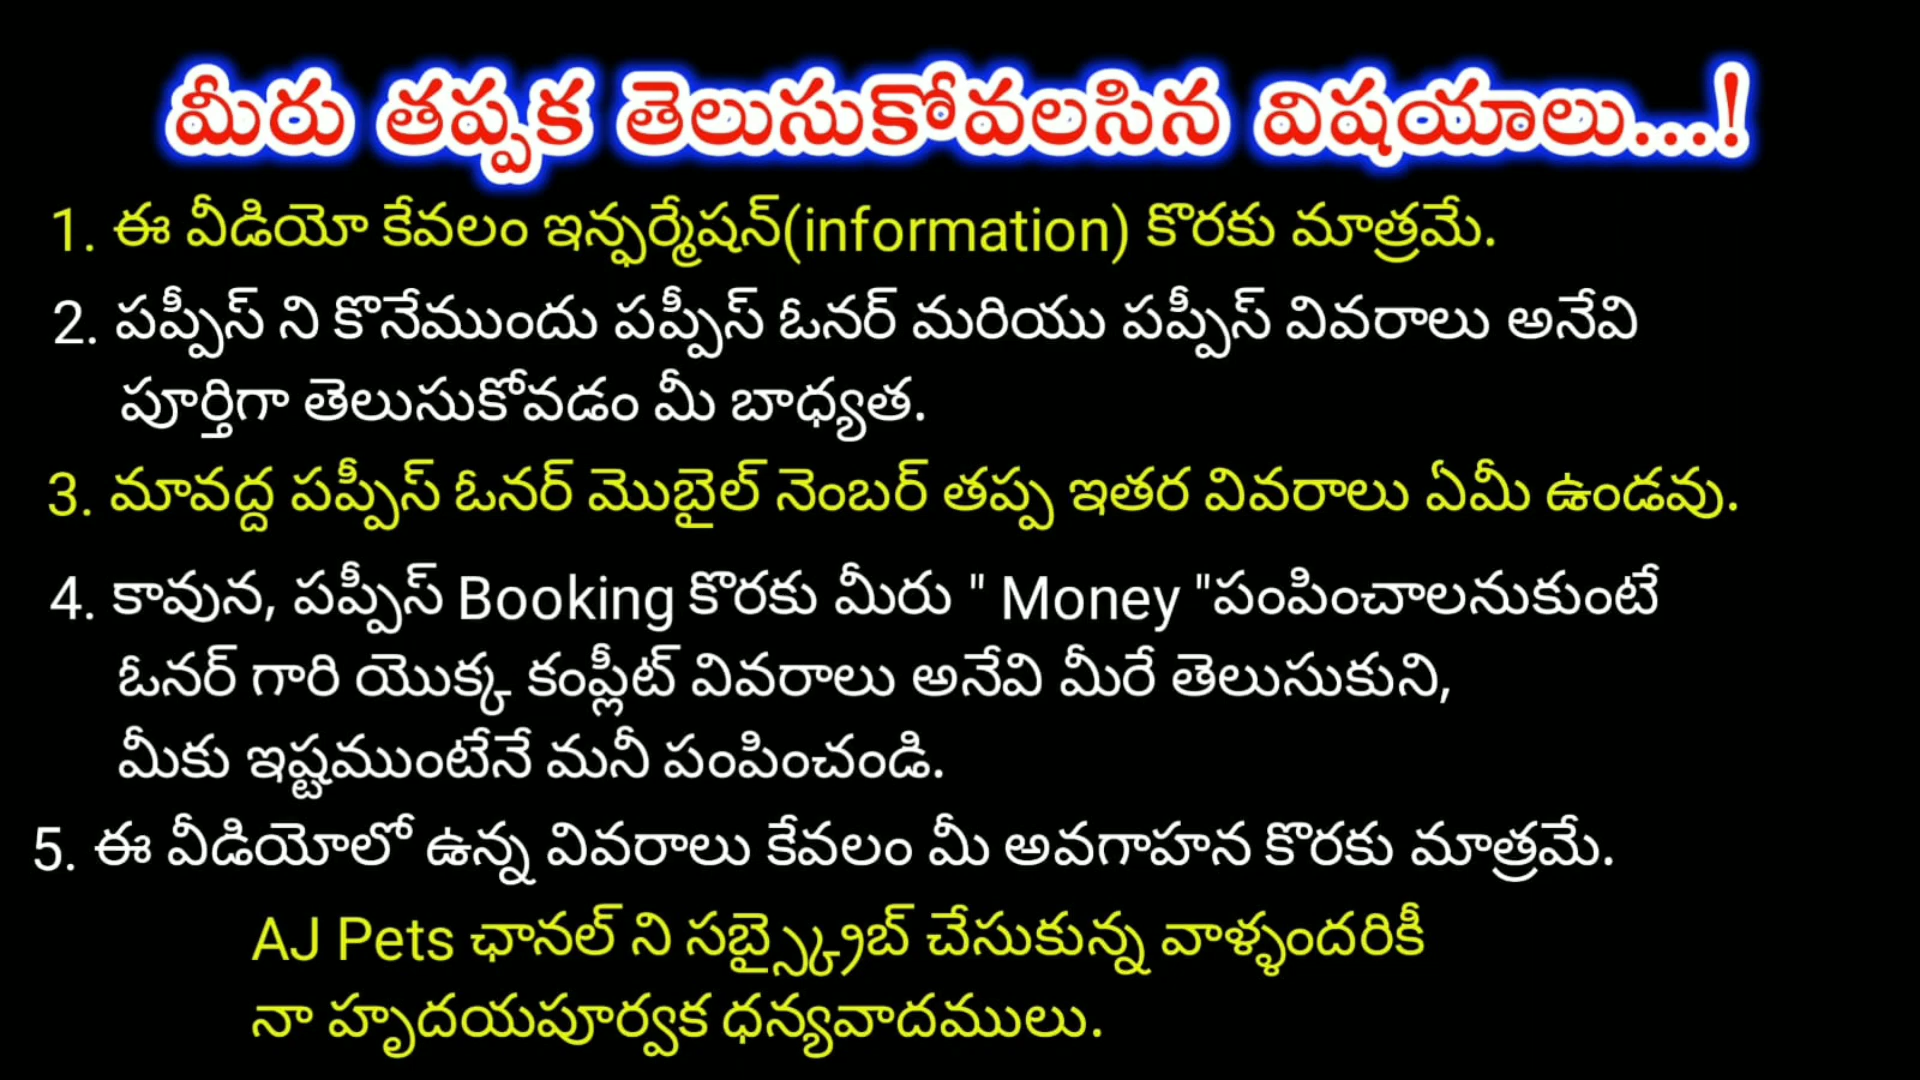 మీరు తప్పక తెలుసుకోవలసిన విషయాలు...!
1. ఈ వీడియో కేవలం ఇన్ఫర్మేషన్(information) కొరకు మాత్రమే.
2. పప్పీస్ ని కొనేముందు పప్పీస్ ఓనర్ మరియు పప్పీస్ వివరాలు అనేవి
పూర్తిగా తెలుసుకోవడం మీ బాధ్యత.
3. మావద్ద పప్పీస్ ఓనర్ మొబైల్ నెంబర్ తప్ప ఇతర వివరాలు ఏమీ ఉండవు.
4. కావున, పప్పీస్ Booking కొరకు మీరు " Money "పంపించాలనుకుంటే
ఓనర్ గారి యొక్క కంప్లీట్ వివరాలు అనేవి మీరే తెలుసుకుని,
మీకు ఇష్టముంటేనే మనీ పంపించండి.
5. ఈ వీడియోలో ఉన్న వివరాలు కేవలం మీ అవగాహన కొరకు మాత్రమే.
AJ Pets ఛానల్ ని సబ్స్క్రైబ్ చేసుకున్న వాళ్ళందరికీ
నా హృదయపూర్వక ధన్యవాదములు.